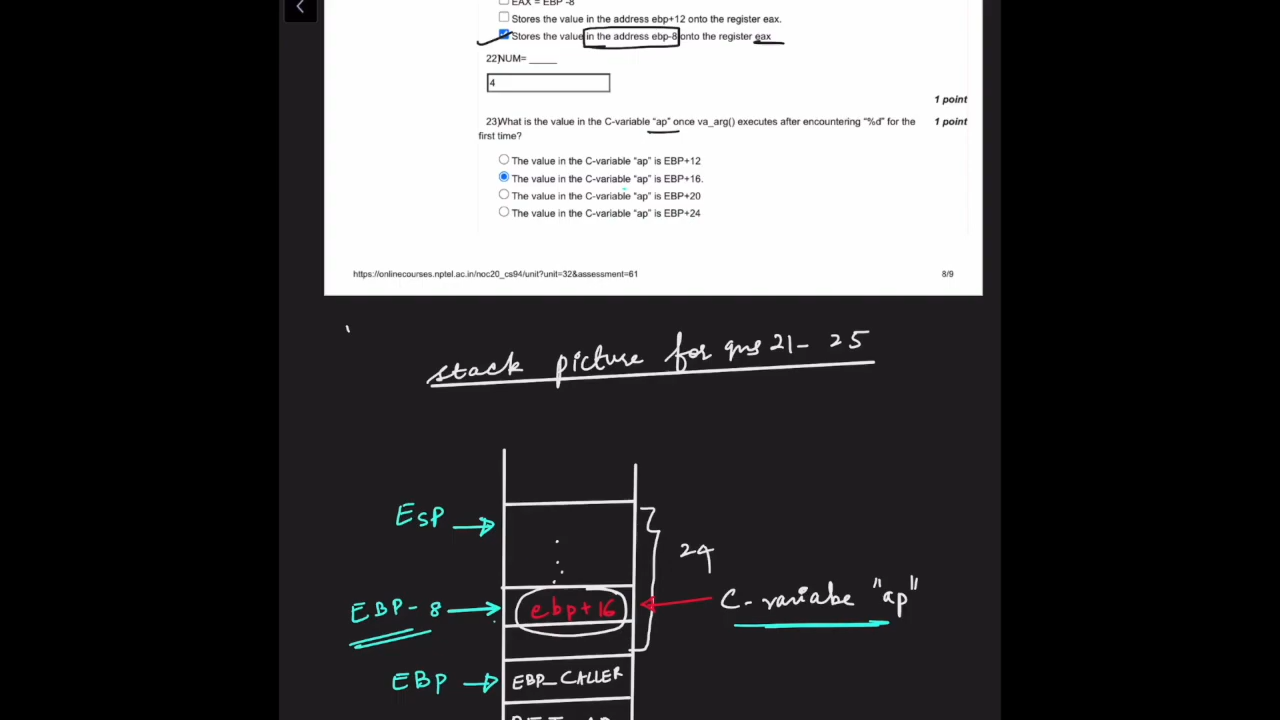 EAX = EBP -8
Stores the value in the address ebp+12 onto the register eax.
Stores the value in the address ebp-8 onto the register eax
22)NUM= _____
4
1 point
23)What is the value in the C-variable “ap” once va_arg() executes after encountering “%d” for the
1 point
first time?
The value in the C-variable “ap” is EBP+12
The value in the C-variable “ap” is EBP+16.
The value in the C-variable “ap” is EBP+20
The value in the C-variable “ap” is EBP+24
https://onlinecourses.nptel.ac.in/noc20_cs94/unit?unit=32&assessment=61
8/9
stack picture for qns 21- 25
ESP
24
EBP-8
ebp+16
C-variabe "ap"
EBP
EBP_CALLER